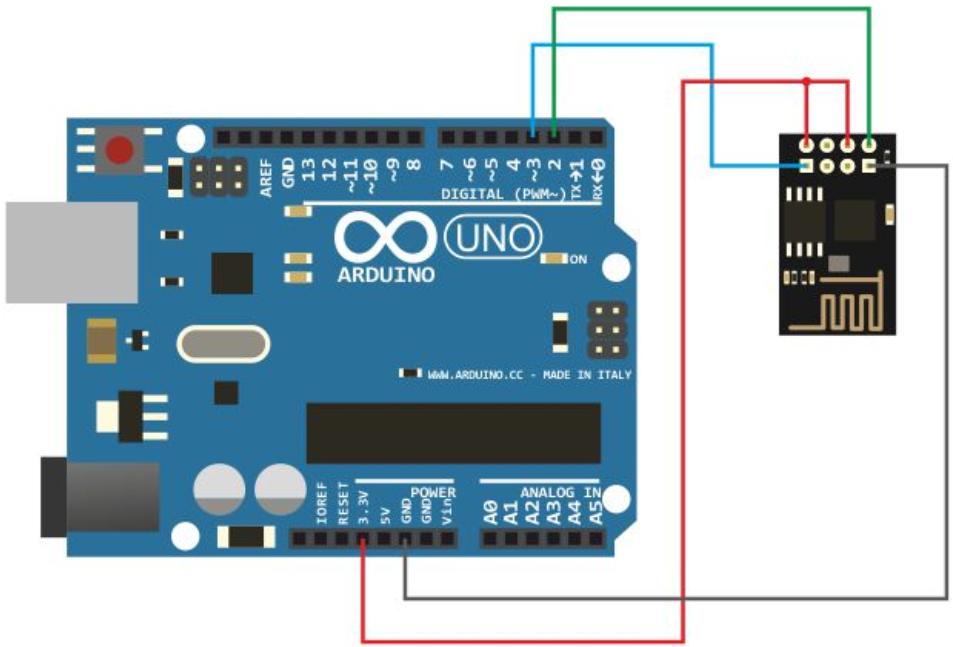 AREF
GND
13
12
~11
~10
~9
8
7
~6
~5
4
~3
2
TX→1
RX←0
DIGITAL (PWM~)
UNO
ARDUINO
ON
WWW.ARDUINO.CC - MADE IN ITALY
POWER
ANALOG IN
IOREF
RESET
3.3V
5V
GND
GND
Vin
A0
A1
A2
A3
A4
A5